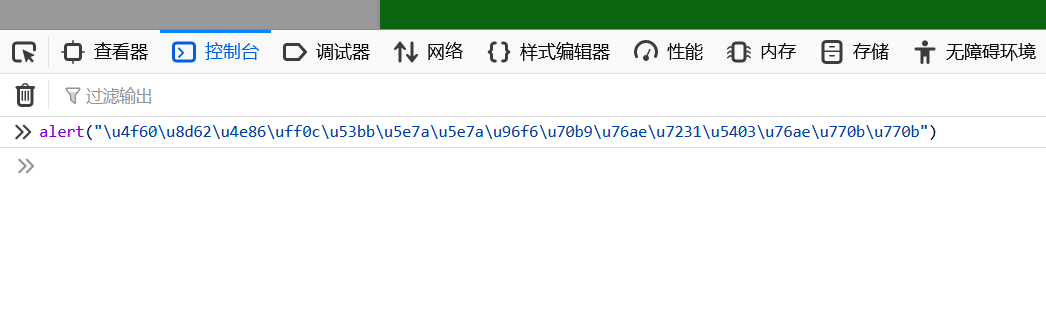 查看器 控制台 调试器 网络 样式编辑器 性能 内存 存储 无障碍环境
过滤输出
alert("\u4f60\u8d62\u4e86\uff0c\u53bb\u5e7a\u5e7a\u96f6\u70b9\u76ae\u7231\u5403\u76ae\u770b\u770b")